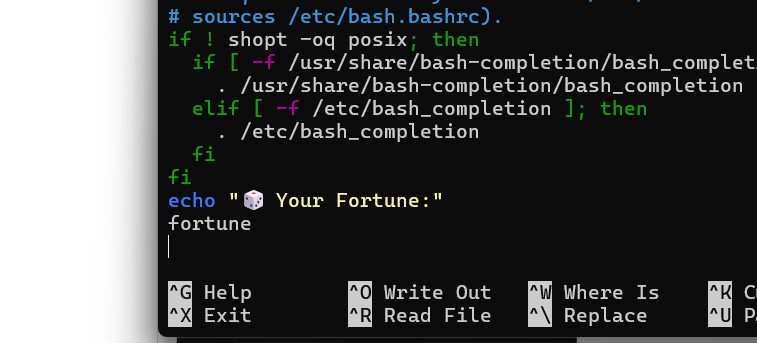 # sources /etc/bash.bashrc).
if ! shopt -oq posix; then
  if [ -f /usr/share/bash-completion/
    . /usr/share/bash-completion/bash_completion
  elif [ -f /etc/bash_completion ]; then
    . /etc/bash_completion
  fi
fi
echo "🎲 Your Fortune:"
fortune
^G Help ^O Write Out ^W Where Is ^K
^X Exit ^R Read File ^\ Replace ^U